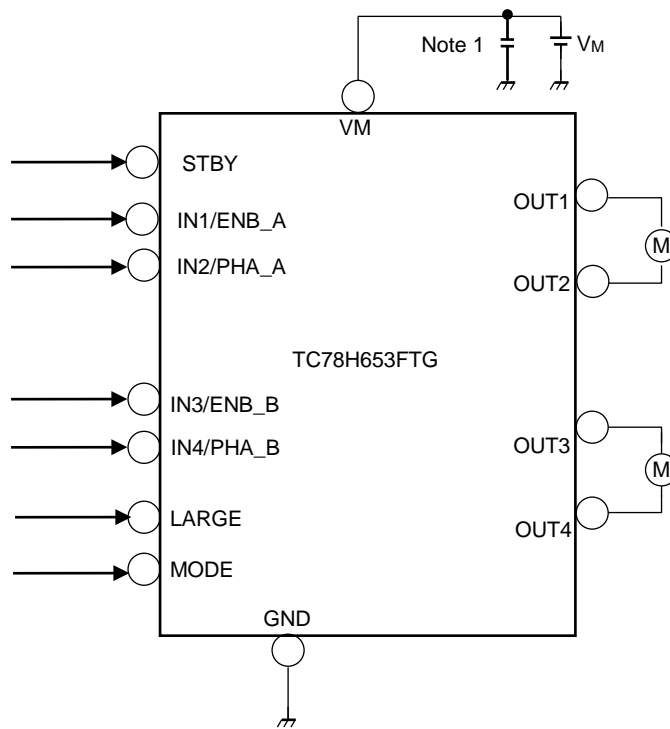 Note 1
VM
VM
STBY
IN1/ENB_A
IN2/PHA_A
IN3/ENB_B
IN4/PHA_B
LARGE
MODE
GND
TC78H653FTG
OUT1
OUT2
OUT3
OUT4
M
M